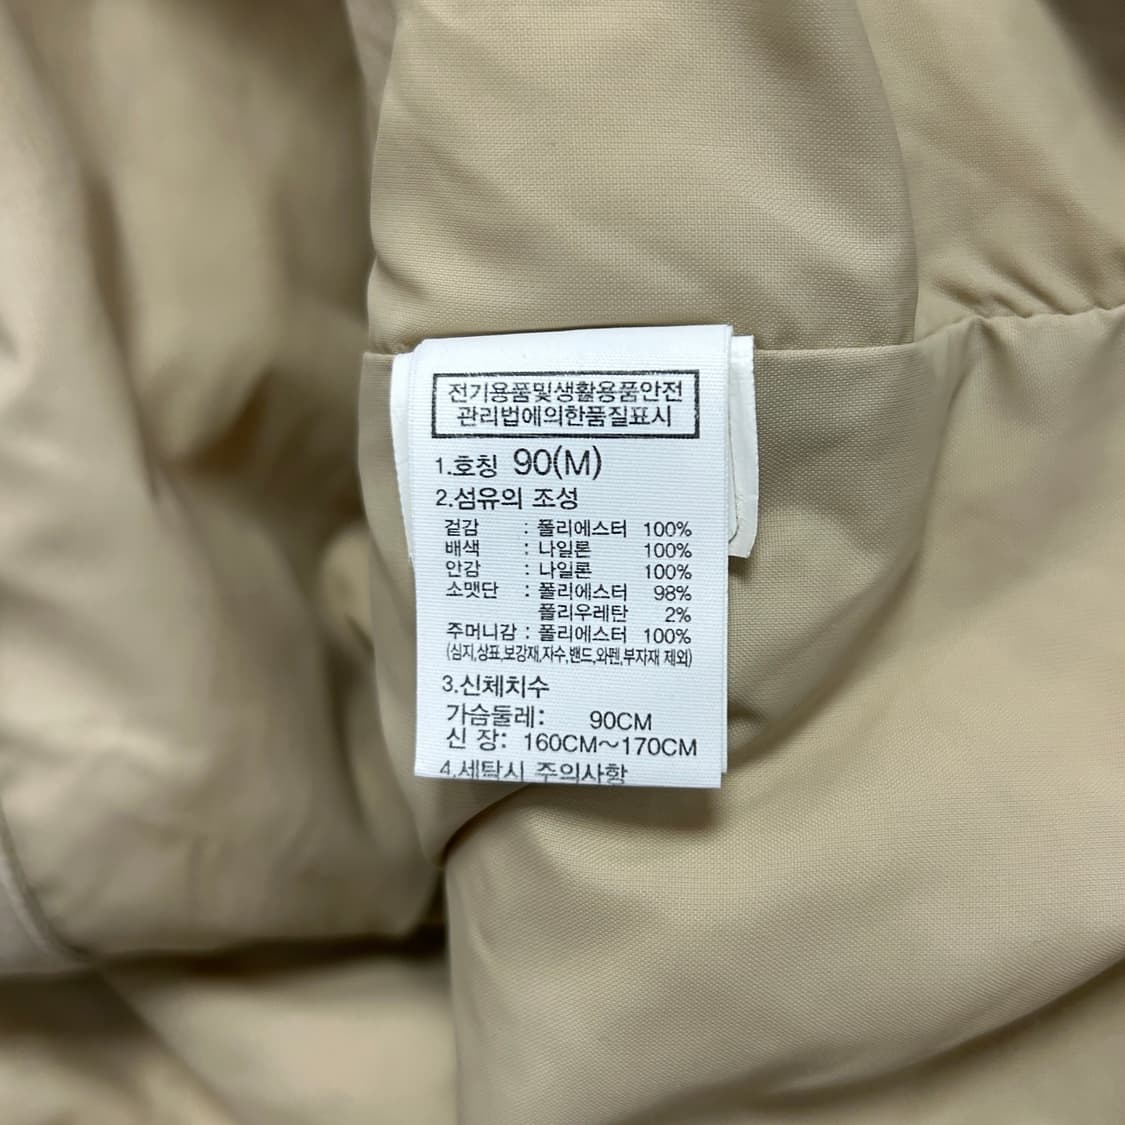 전기용품및생활용품안전
관리법에의한품질표시
1.호칭 90(M)
2.섬유의 조성
겉감 : 폴리에스터 100%
배색 : 나일론 100%
안감 : 나일론 100%
소맷단 : 폴리에스터 98%
폴리우레탄 2%
주머니감 : 폴리에스터 100%
(심지,상표,보강재,자수,밴드,와펜,부자재 제외)
3.신체치수
가슴둘레: 90CM
신 장: 160CM~170CM
4.세탁시 주의사항